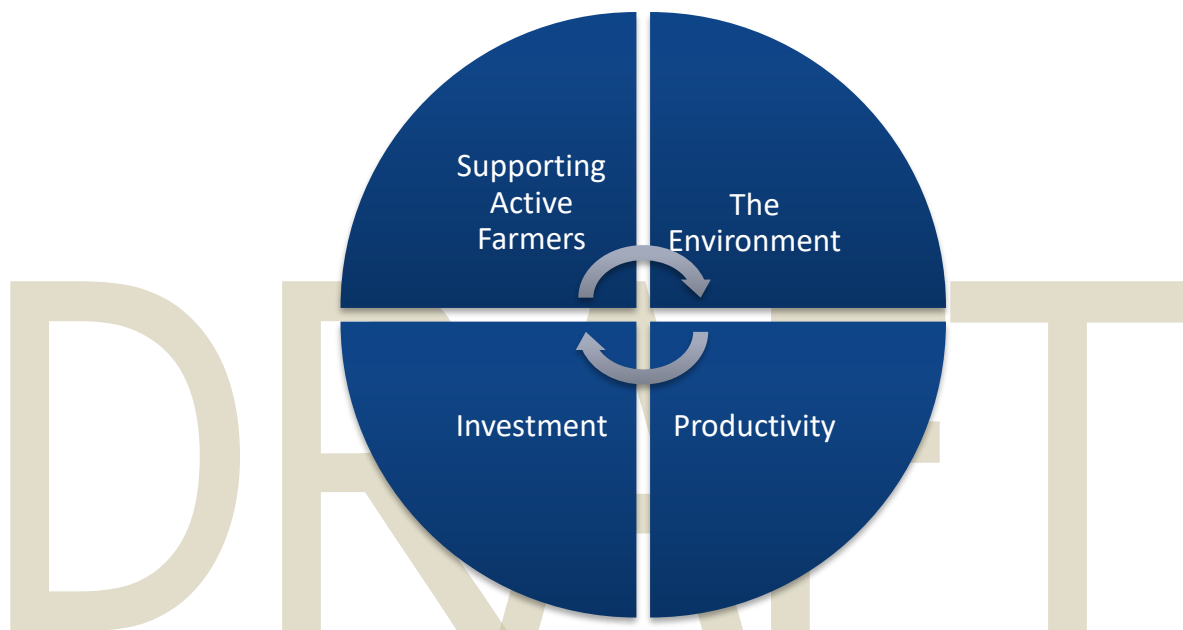 Supporting
Active
Farmers
The
Environment
Investment
Productivity
DRAFT